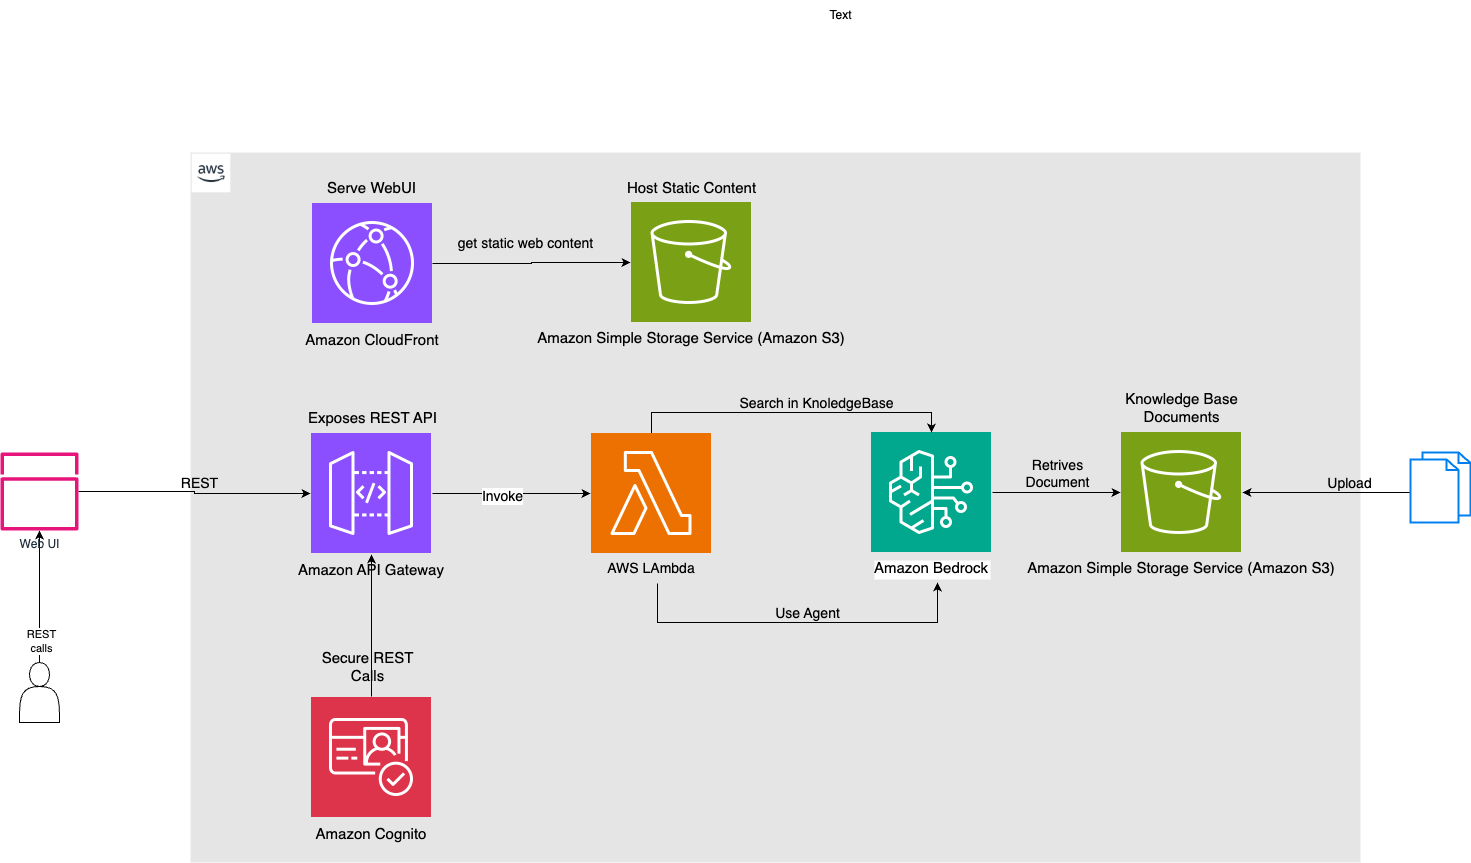 Text
aws
Serve WebUI
Host Static Content
get static web content
Amazon CloudFront
Amazon Simple Storage Service (Amazon S3)
Exposes REST API
Search in KnoledgeBase
Knowledge Base
Documents
REST
Invoke
Retrives
Document
Upload
Web UI
Amazon API Gateway
AWS LAmbda
Amazon Bedrock
Amazon Simple Storage Service (Amazon S3)
Use Agent
REST
calls
Secure REST
Calls
Amazon Cognito